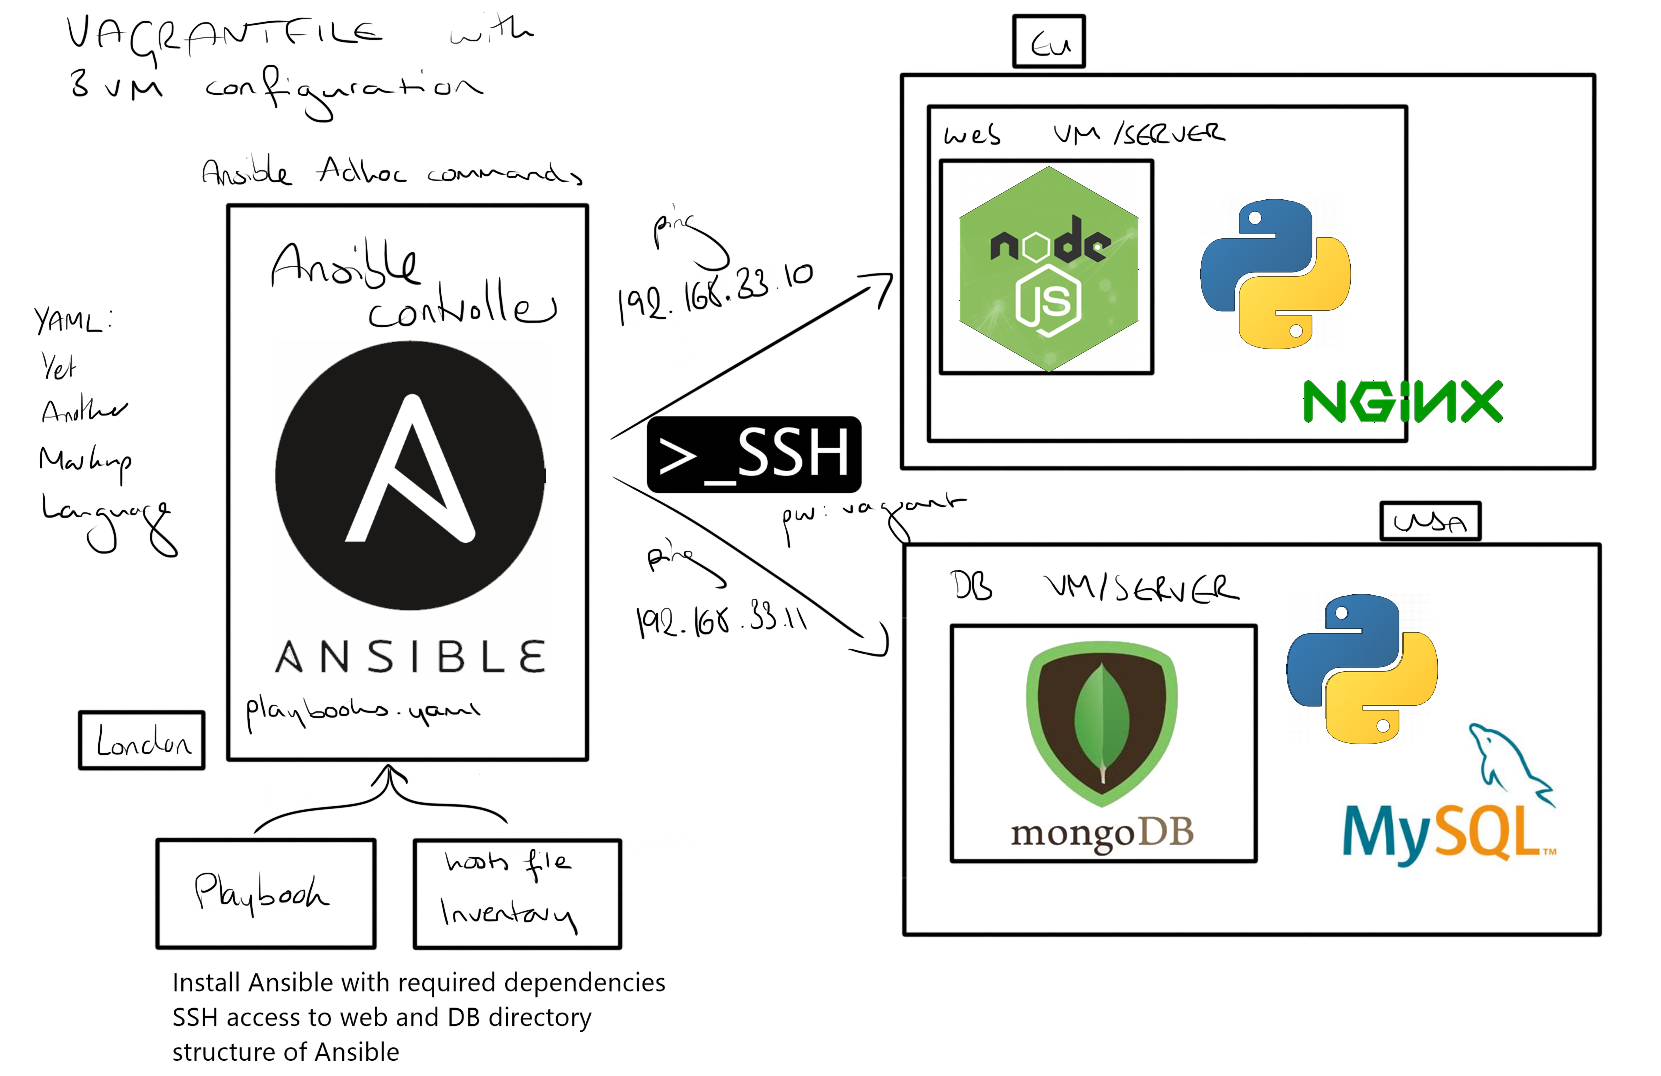 VAGRANTFILE with
3 VM configuration
Ansible Adhoc commands
Ansible
controller
ANSIBLE
playbooks.yaml
YAML:
Yet
Another
Markup
Language
London
Playbook
hosts file
Inventory
Install Ansible with required dependencies
SSH access to web and DB directory
structure of Ansible
ping
192.168.33.10
>_SSH
pw: vagrant
ping
192.168.33.11
EU
web VM/SERVER
node
JS
NGINX
USA
DB VM/SERVER
mongoDB
MySQL™